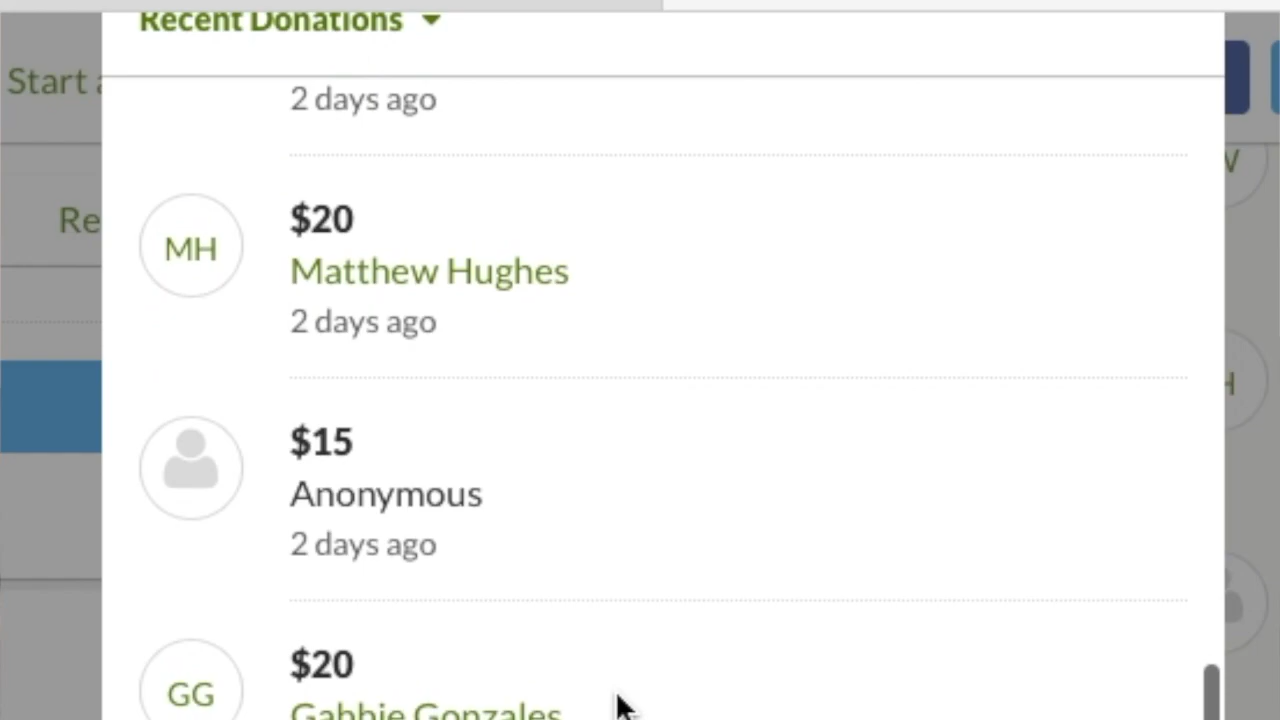 Recent Donations
Start
2 days ago
MH
$20
Matthew Hughes
2 days ago
$15
Anonymous
2 days ago
GG
$20
Gabbie Gonzales